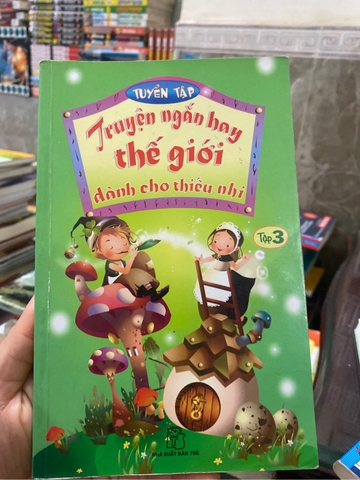 TUYỂN TẬP
Truyện ngắn hay
thế giới
dành cho thiếu nhi
Tập 3
NHÀ XUẤT BẢN TRẺ